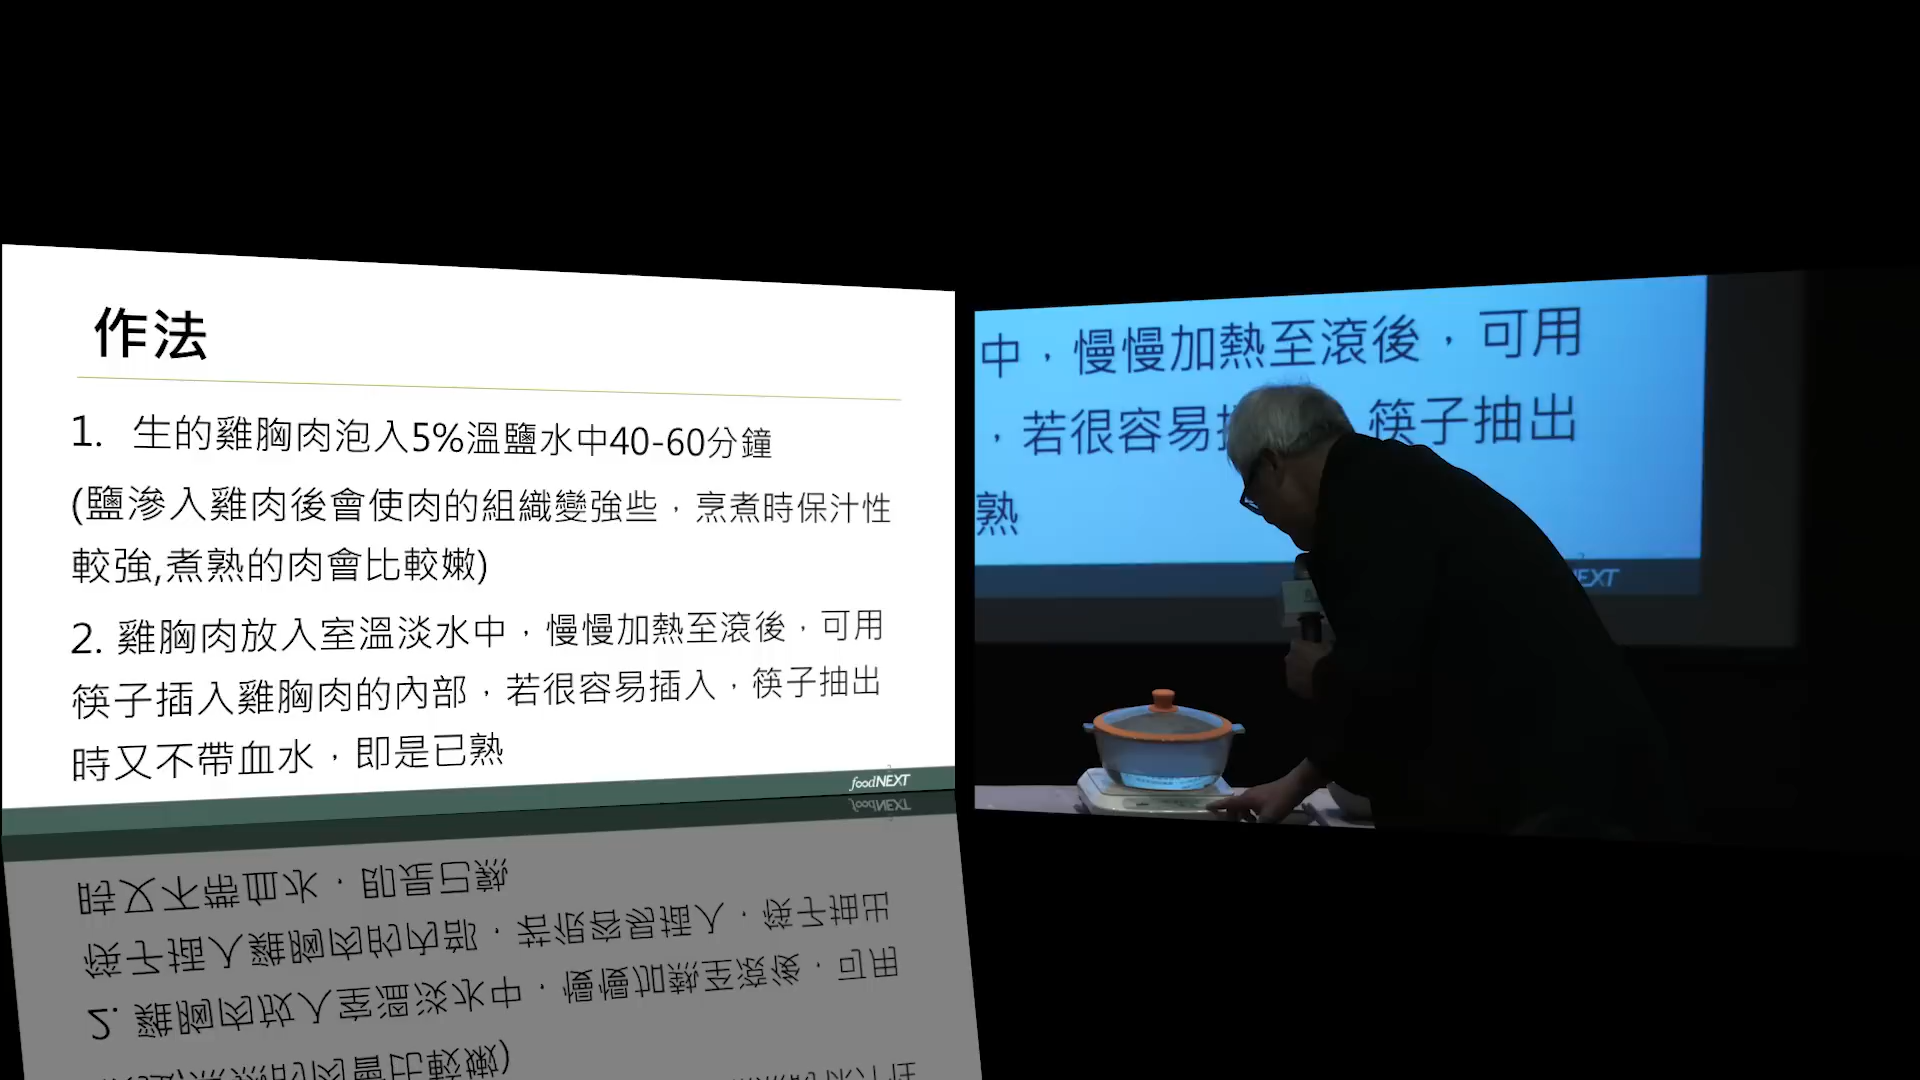 作法
1. 生的雞胸肉泡入5%溫鹽水中40-60分鐘
(鹽滲入雞肉後會使肉的組織變強些，烹煮時保汁性
較強,煮熟的肉會比較嫩)
2. 雞胸肉放入室溫淡水中，慢慢加熱至滾後，可用
筷子插入雞胸肉的內部，若很容易插入，筷子抽出
時又不帶血水，即是已熟
foodNEXT
中，慢慢加熱至滾後，可用
，若很容易插 筷子抽出
熟
EXT